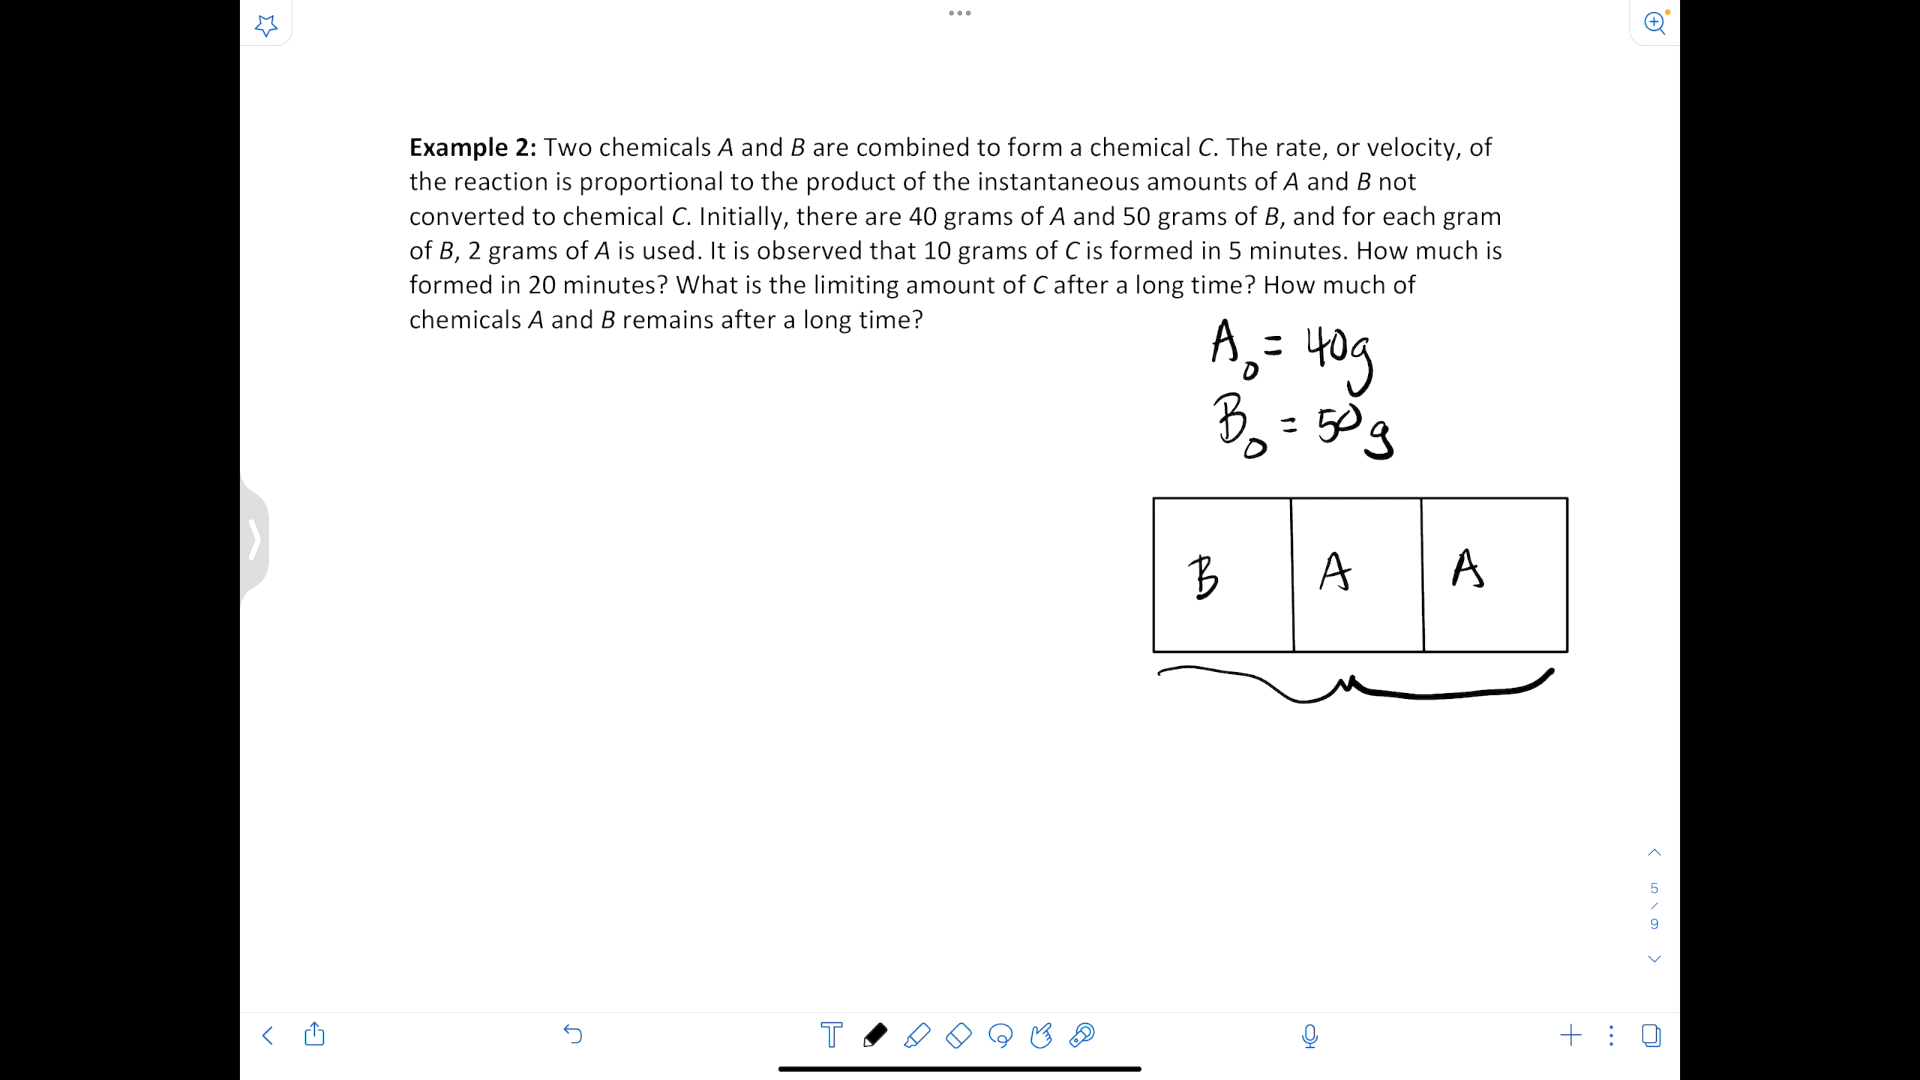 Example 2: Two chemicals A and B are combined to form a chemical C. The rate, or velocity, of
the reaction is proportional to the product of the instantaneous amounts of A and B not
converted to chemical C. Initially, there are 40 grams of A and 50 grams of B, and for each gram
of B, 2 grams of A is used. It is observed that 10 grams of C is formed in 5 minutes. How much is
formed in 20 minutes? What is the limiting amount of C after a long time? How much of
chemicals A and B remains after a long time?
A₀ = 40g
B₀ = 50g
B A A
5
/
9